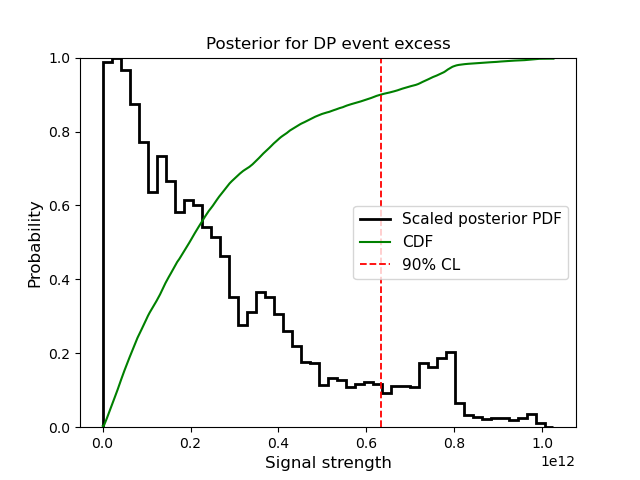 Posterior for DP event excess
1.0
0.8
0.6
0.4
0.2
0.0
Probability
Scaled posterior PDF
CDF
90% CL
0.0 0.2 0.4 0.6 0.8 1.0
1e12
Signal strength